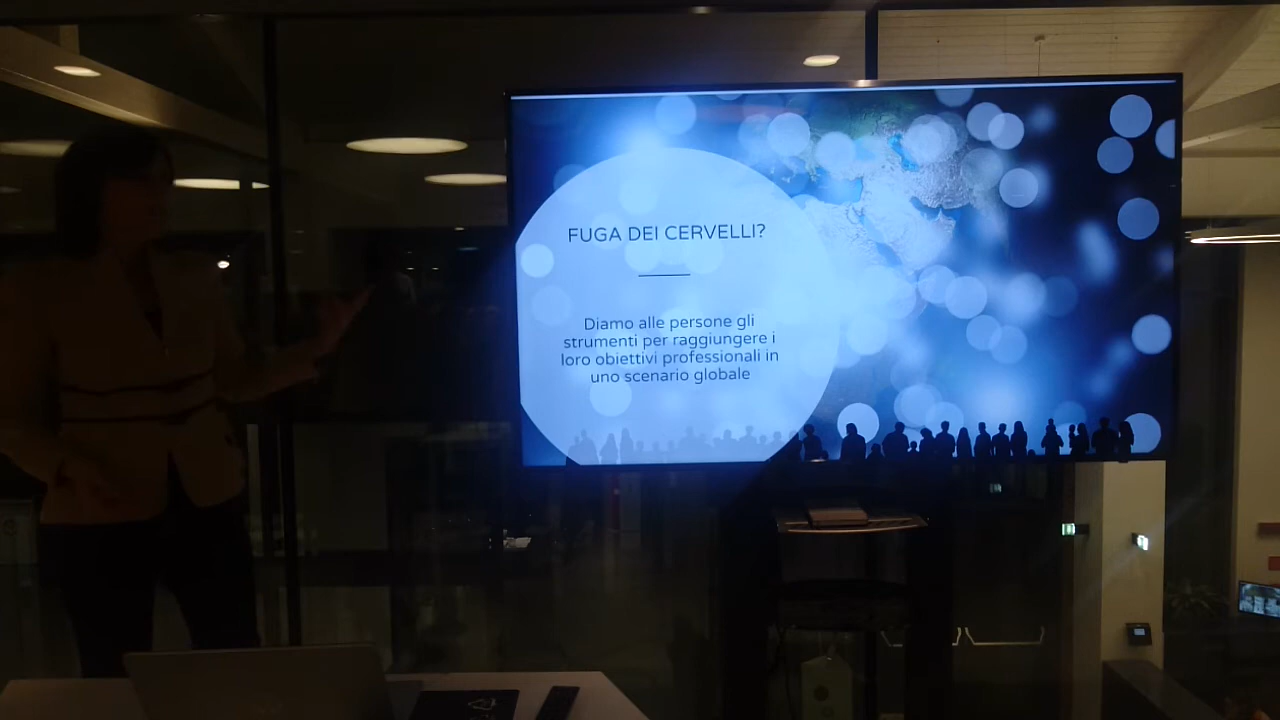 FUGA DEI CERVELLI?
Diamo alle persone gli
strumenti per raggiungere i
loro obiettivi professionali in
uno scenario globale